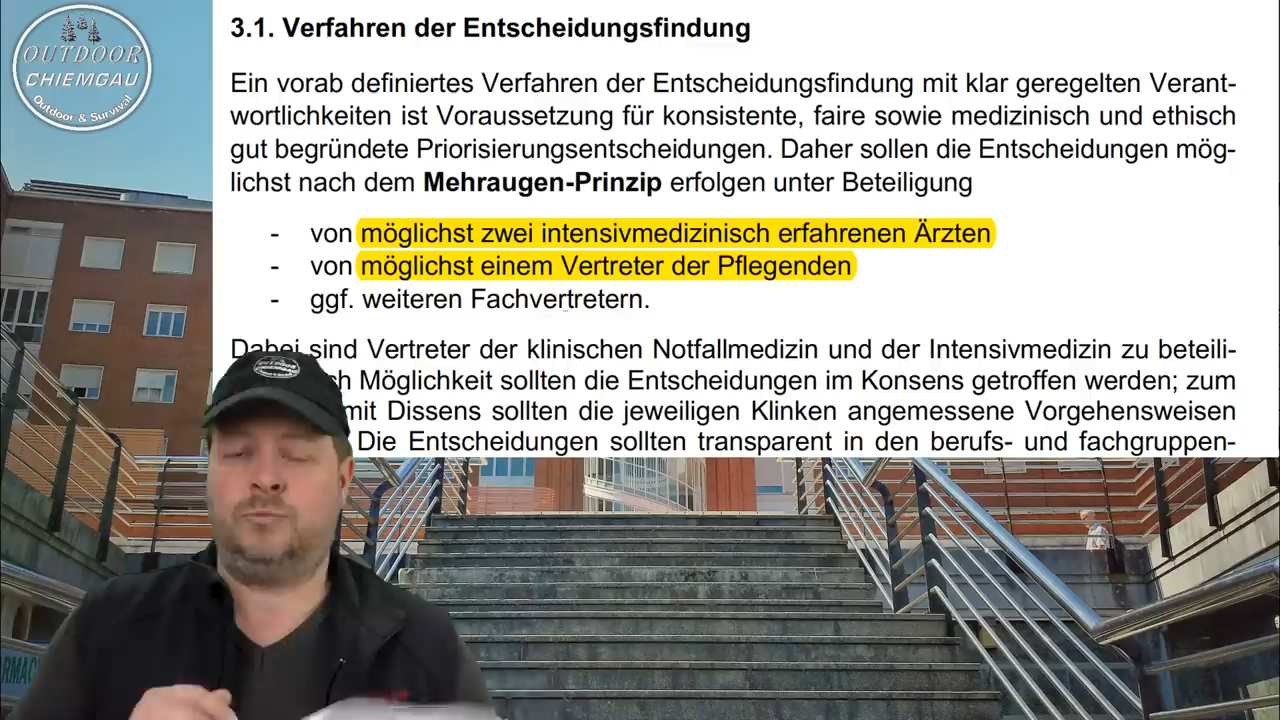 OUTDOOR
CHIEMGAU
Outdoor & Survival
3.1. Verfahren der Entscheidungsfindung
Ein vorab definiertes Verfahren der Entscheidungsfindung mit klar geregelten Verant-
wortlichkeiten ist Voraussetzung für konsistente, faire sowie medizinisch und ethisch
gut begründete Priorisierungsentscheidungen. Daher sollen die Entscheidungen mög-
lichst nach dem Mehraugen-Prinzip erfolgen unter Beteiligung
- von möglichst zwei intensivmedizinisch erfahrenen Ärzten
- von möglichst einem Vertreter der Pflegenden
- ggf. weiteren Fachvertretern.
Dabei sind Vertreter der klinischen Notfallmedizin und der Intensivmedizin zu beteili-
ch Möglichkeit sollten die Entscheidungen im Konsens getroffen werden; zum
mit Dissens sollten die jeweiligen Klinken angemessene Vorgehensweisen
Die Entscheidungen sollten transparent in den berufs- und fachgruppen-